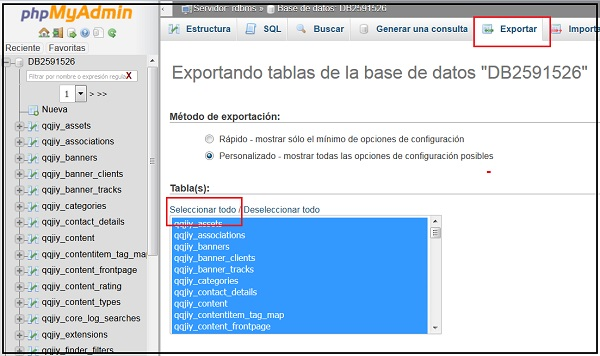 phpMyAdmin
Reciente Favoritas
DB2591526
Filtrar por nombre o expresión regula X
1 > >>
Nueva
qqjiy_assets
qqjiy_associations
qqjiy_banners
qqjiy_banner_clients
qqjiy_banner_tracks
qqjiy_categories
qqjiy_contact_details
qqjiy_content
qqjiy_contentitem_tag_map
qqjiy_content_frontpage
qqjiy_content_rating
qqjiy_content_types
qqjiy_core_log_searches
qqjiy_extensions
qqjiy_finder_filters
Servidor: rdbms » Base de datos: DB2591526
Estructura SQL Buscar Generar una consulta Exportar Importa
Exportando tablas de la base de datos "DB2591526"
Método de exportación:
Rápido - mostrar sólo el mínimo de opciones de configuración
Personalizado - mostrar todas las opciones de configuración posibles
Tabla(s):
Seleccionar todo / Deseleccionar todo
qqjiy_assets
qqjiy_associations
qqjiy_banners
qqjiy_banner_clients
qqjiy_banner_tracks
qqjiy_categories
qqjiy_contact_details
qqjiy_content
qqjiy_contentitem_tag_map
qqjiy_content_frontpage